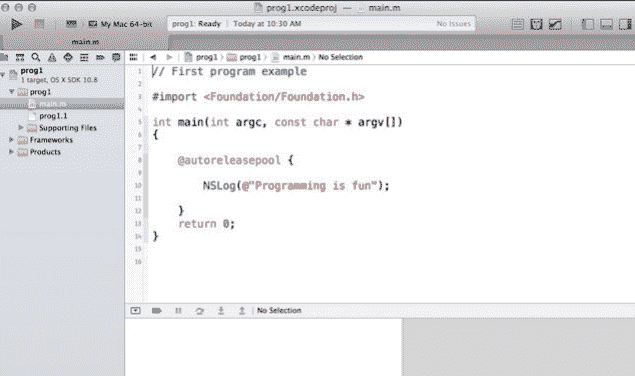 prog1.xcodeproj — main.m
My Mac 64-bit
prog1: Ready | Today at 10:30 AM
No Issues
main.m
prog1 prog1 main.m No Selection
prog1
1 target, OS X SDK 10.8
prog1
main.m
prog1.1
Supporting Files
Frameworks
Products
1 // First program example
2
3 #import <Foundation/Foundation.h>
4
5 int main(int argc, const char * argv[])
6 {
7
8 @autoreleasepool {
9
10 NSLog(@"Programming is fun");
11
12 }
13 return 0;
14 }
15
16
No Selection